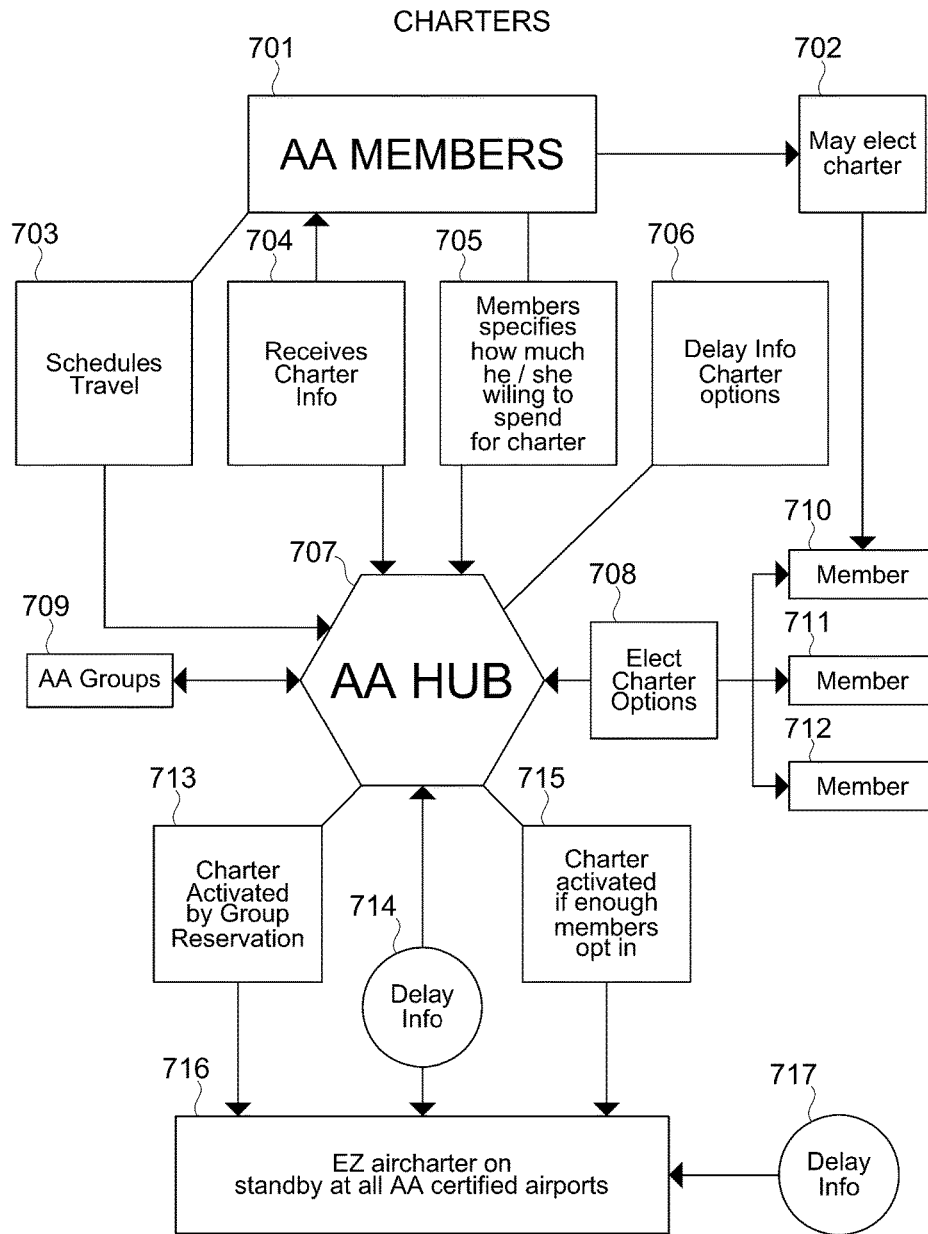 CHARTERS
701
702
AA MEMBERS
May elect
charter
703
704
705
706
Schedules
Travel
Receives
Charter
Info
Members
specifies
how much
he / she
wiling to
spend
for charter
Delay Info
Charter
options
707
708
709
710
Member
711
Member
712
Member
AA Groups
AA HUB
Elect
Charter
Options
713
714
715
Charter
Activated
by Group
Reservation
Delay
Info
Charter
activated
if enough
members
opt in
716
717
EZ aircharter on
standby at all AA certified airports
Delay
Info